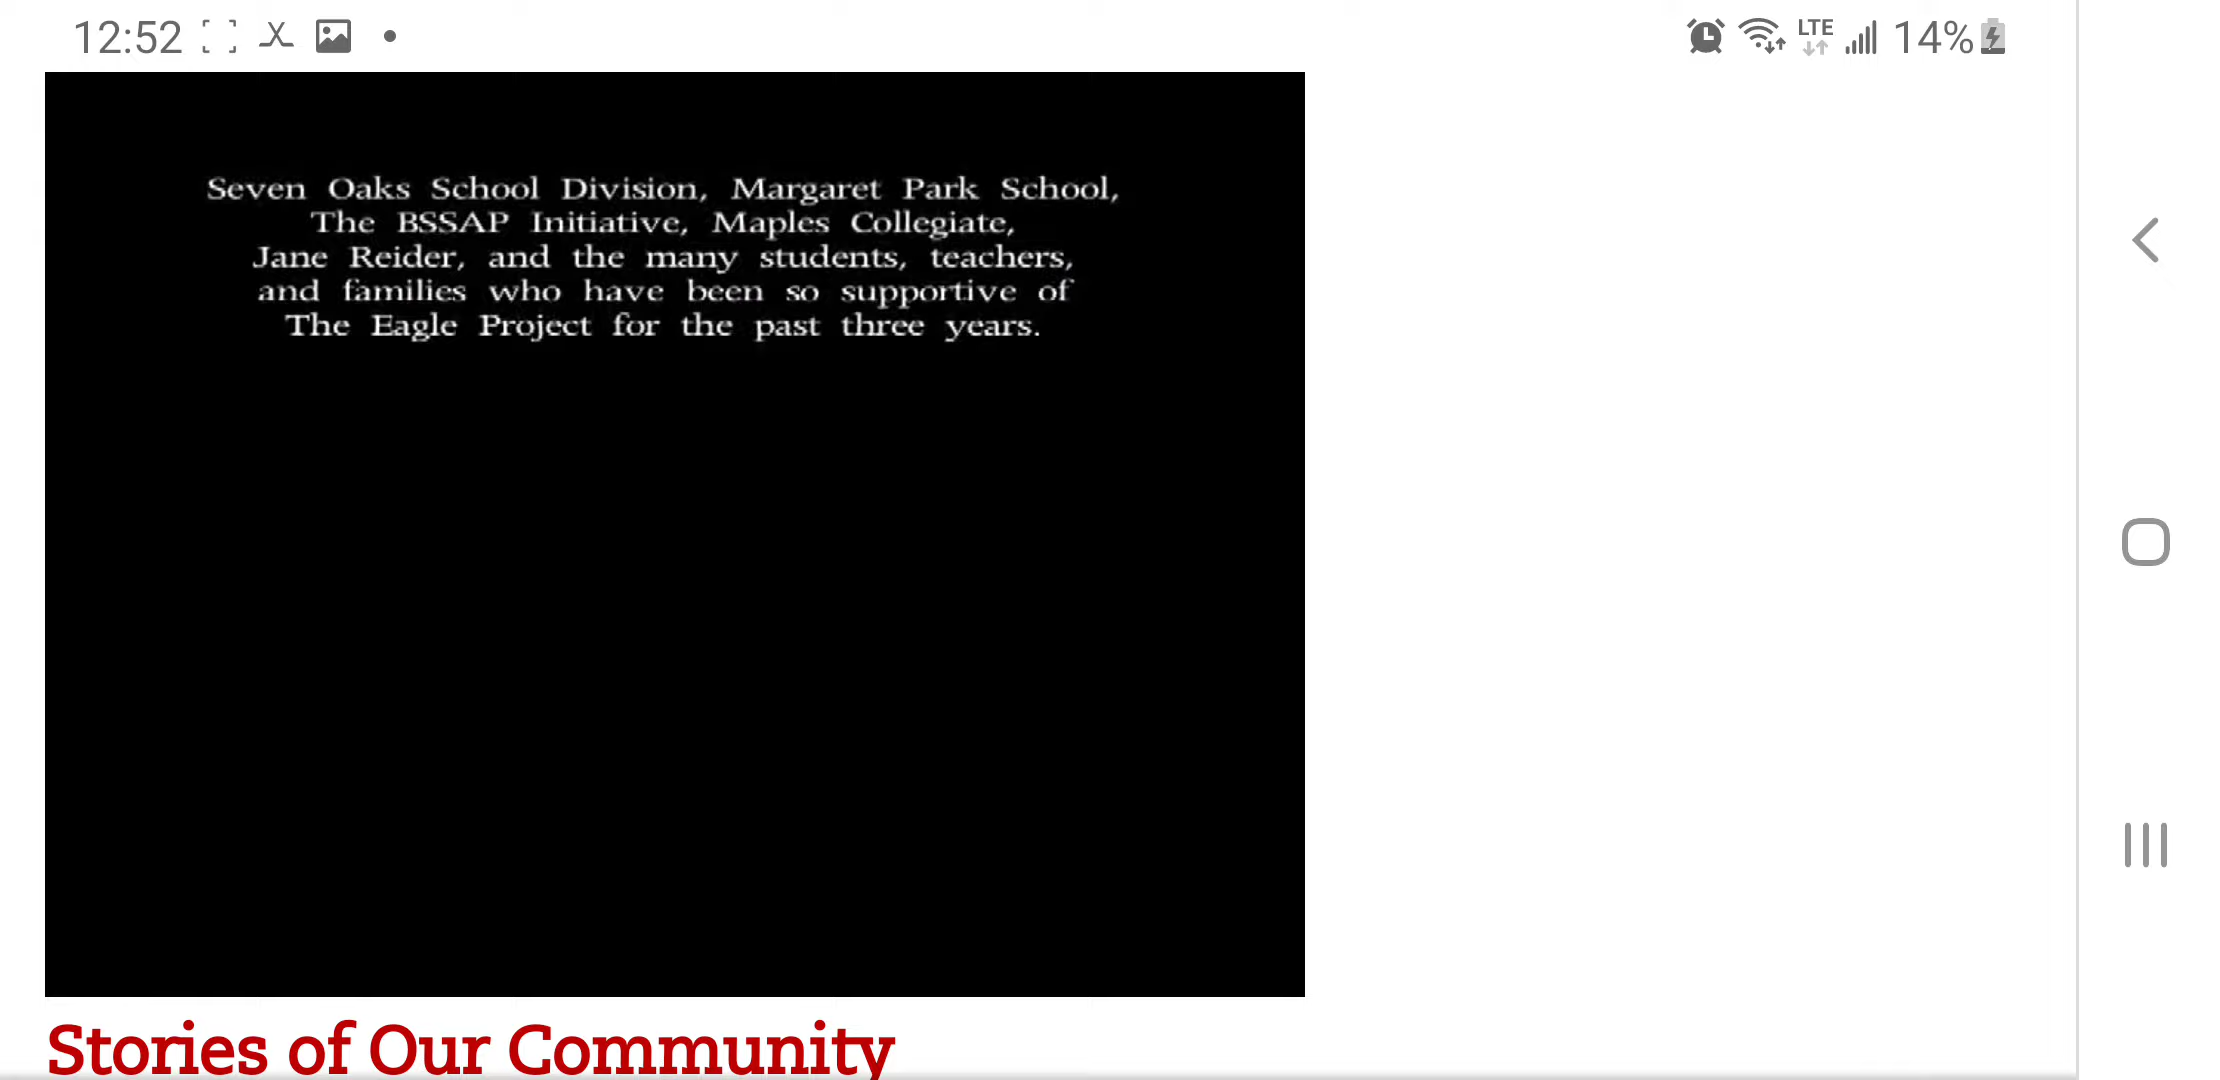 12:52
LTE
14%
Seven Oaks School Division, Margaret Park School,
The BSSAP Initiative, Maples Collegiate,
Jane Reider, and the many students, teachers,
and families who have been so supportive of
The Eagle Project for the past three years.
Stories of Our Community